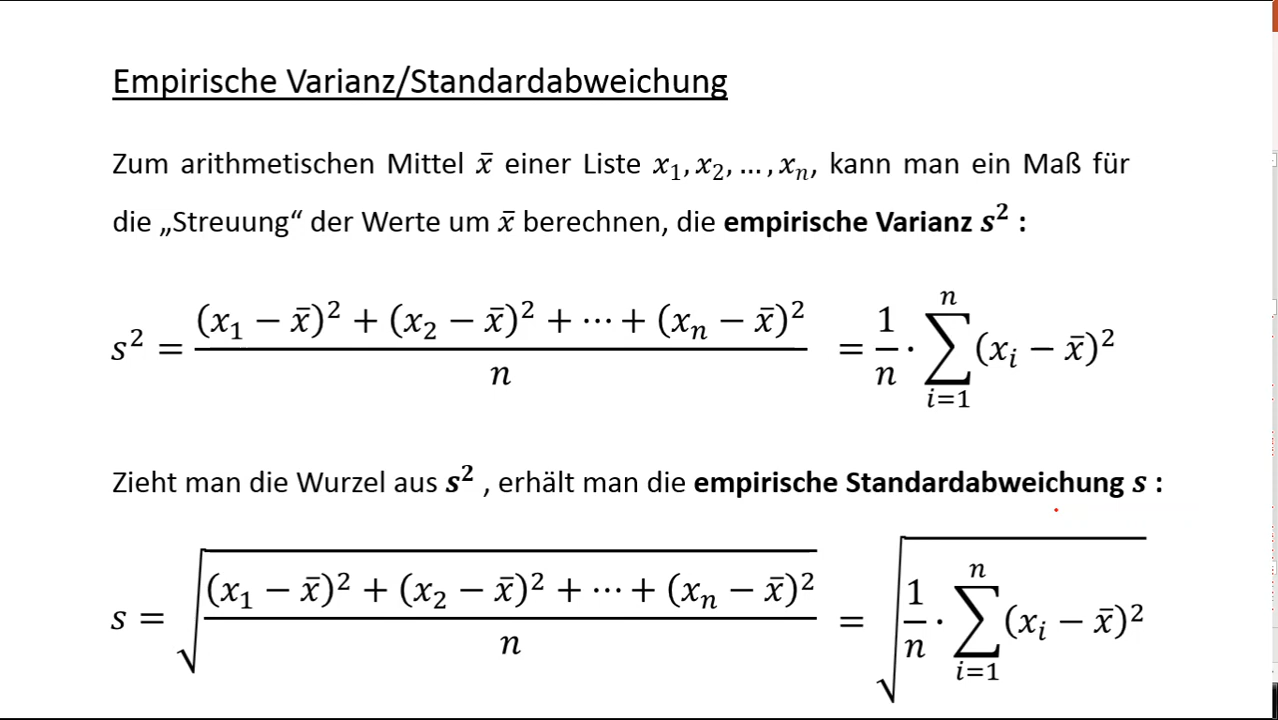 Empirische Varianz/Standardabweichung
Zum arithmetischen Mittel x̄ einer Liste x₁, x₂, … , xₙ, kann man ein Maß für
die „Streuung“ der Werte um x̄ berechnen, die empirische Varianz s² :
s² = ((x₁ − x̄)² + (x₂ − x̄)² + ⋯ + (xₙ − x̄)²) / n = 1/n · ∑ᵢ₌₁ⁿ (xᵢ − x̄)²
Zieht man die Wurzel aus s² , erhält man die empirische Standardabweichung s :
s = √(((x₁ − x̄)² + (x₂ − x̄)² + ⋯ + (xₙ − x̄)²) / n) = √(1/n · ∑ᵢ₌₁ⁿ (xᵢ − x̄)²)